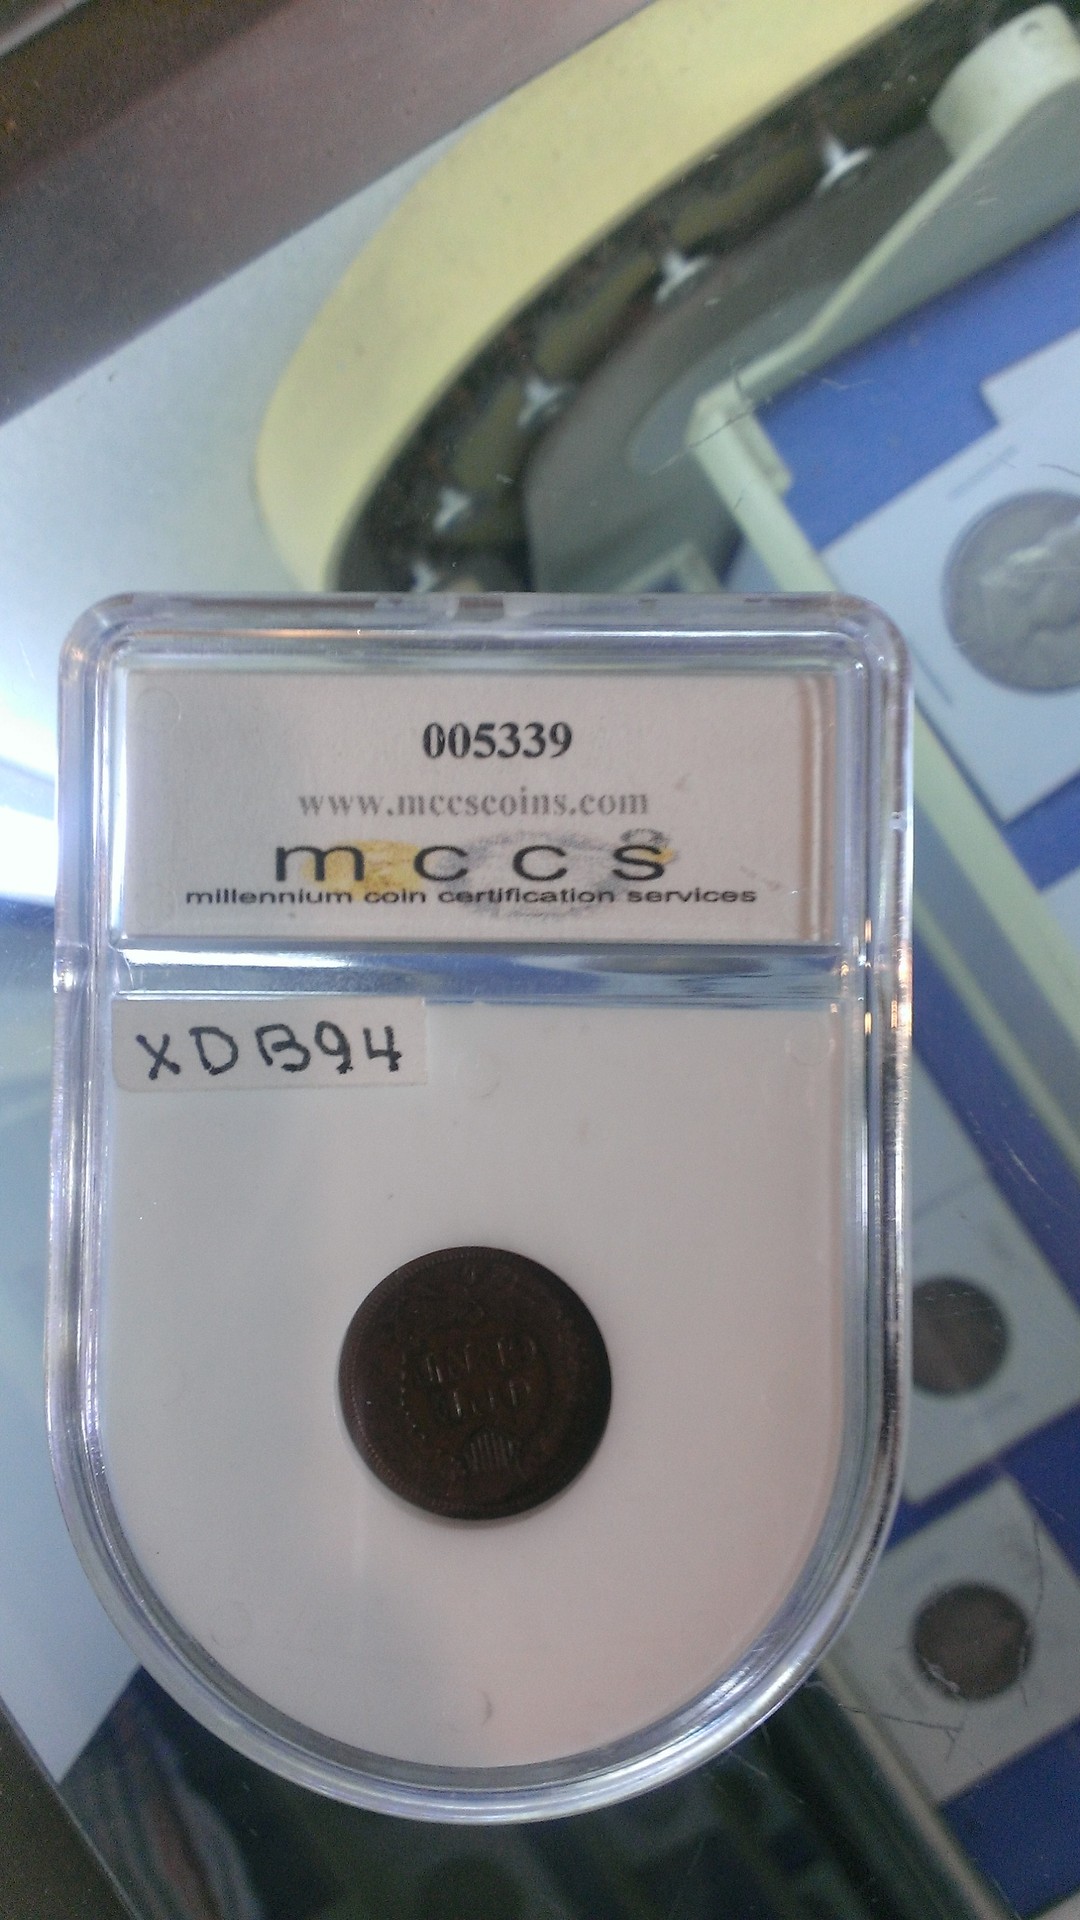 005339
www.mccscoins.com
mccs
millennium coin certification services
XDB94